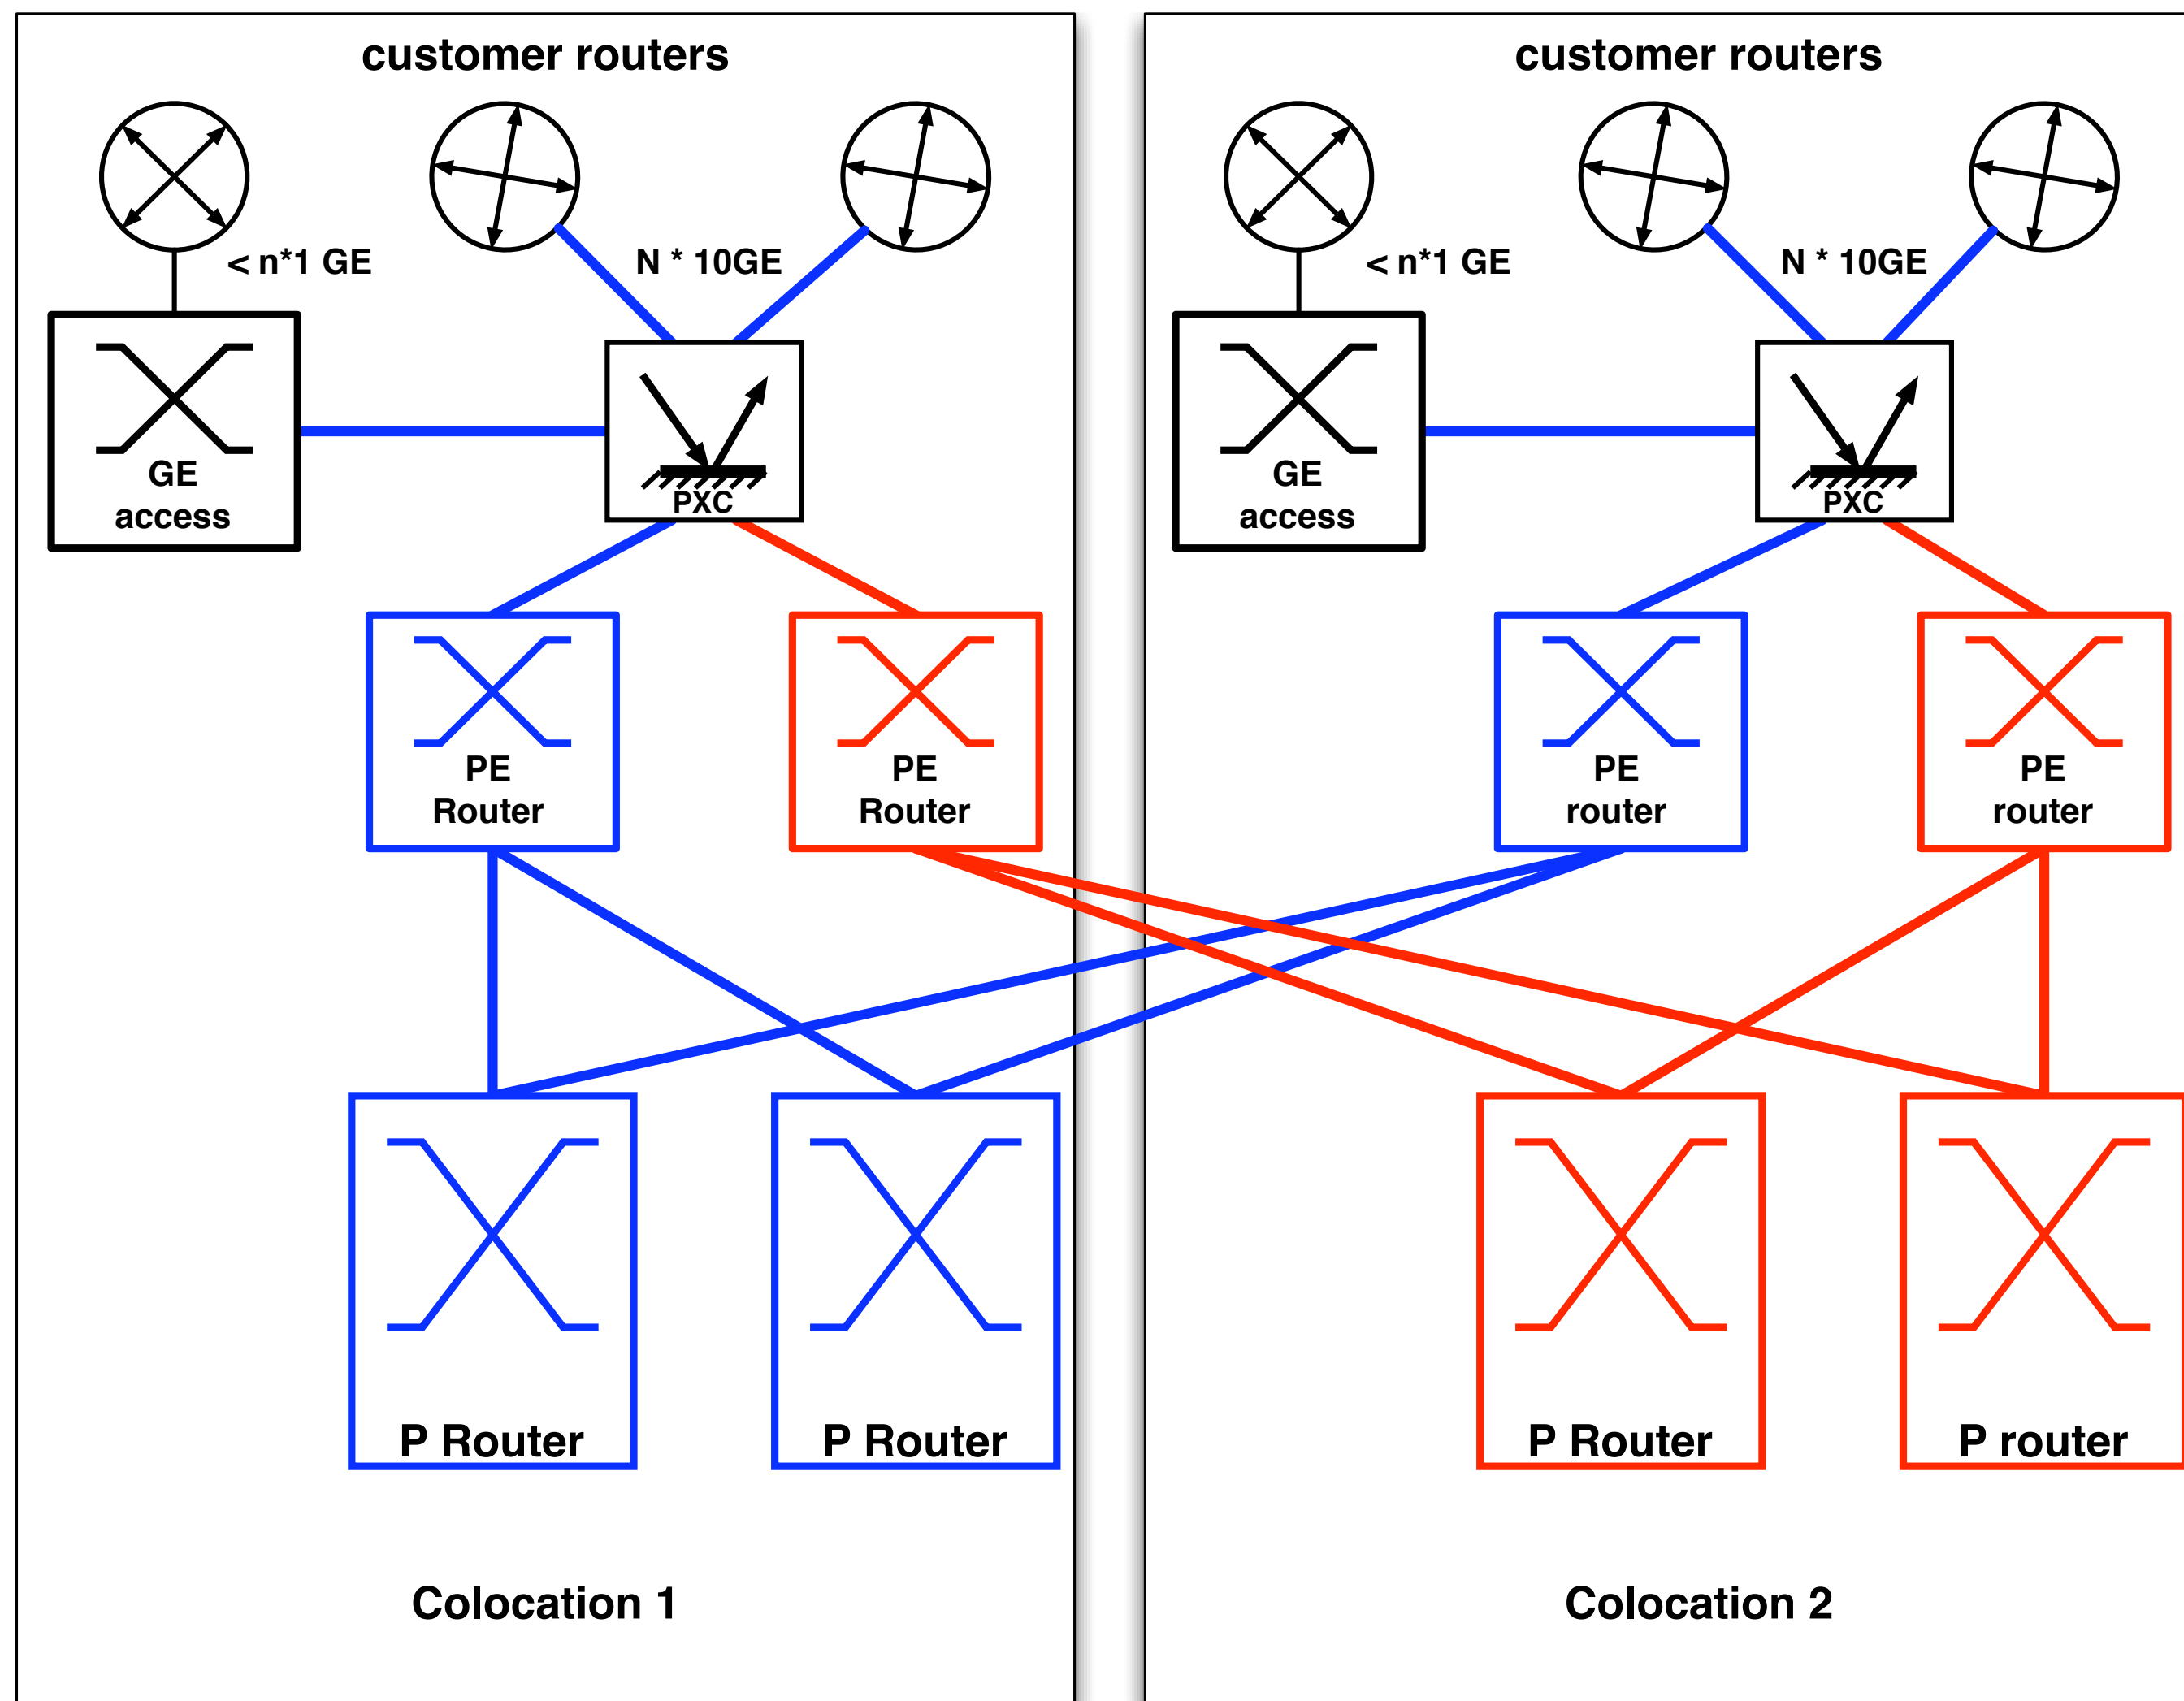 customer routers
< n*1 GE
N * 10GE
GE
access
PXC
PE
Router
PE
Router
P Router
P Router
Colocation 1
customer routers
< n*1 GE
N * 10GE
GE
access
PXC
PE
router
PE
router
P Router
P router
Colocation 2